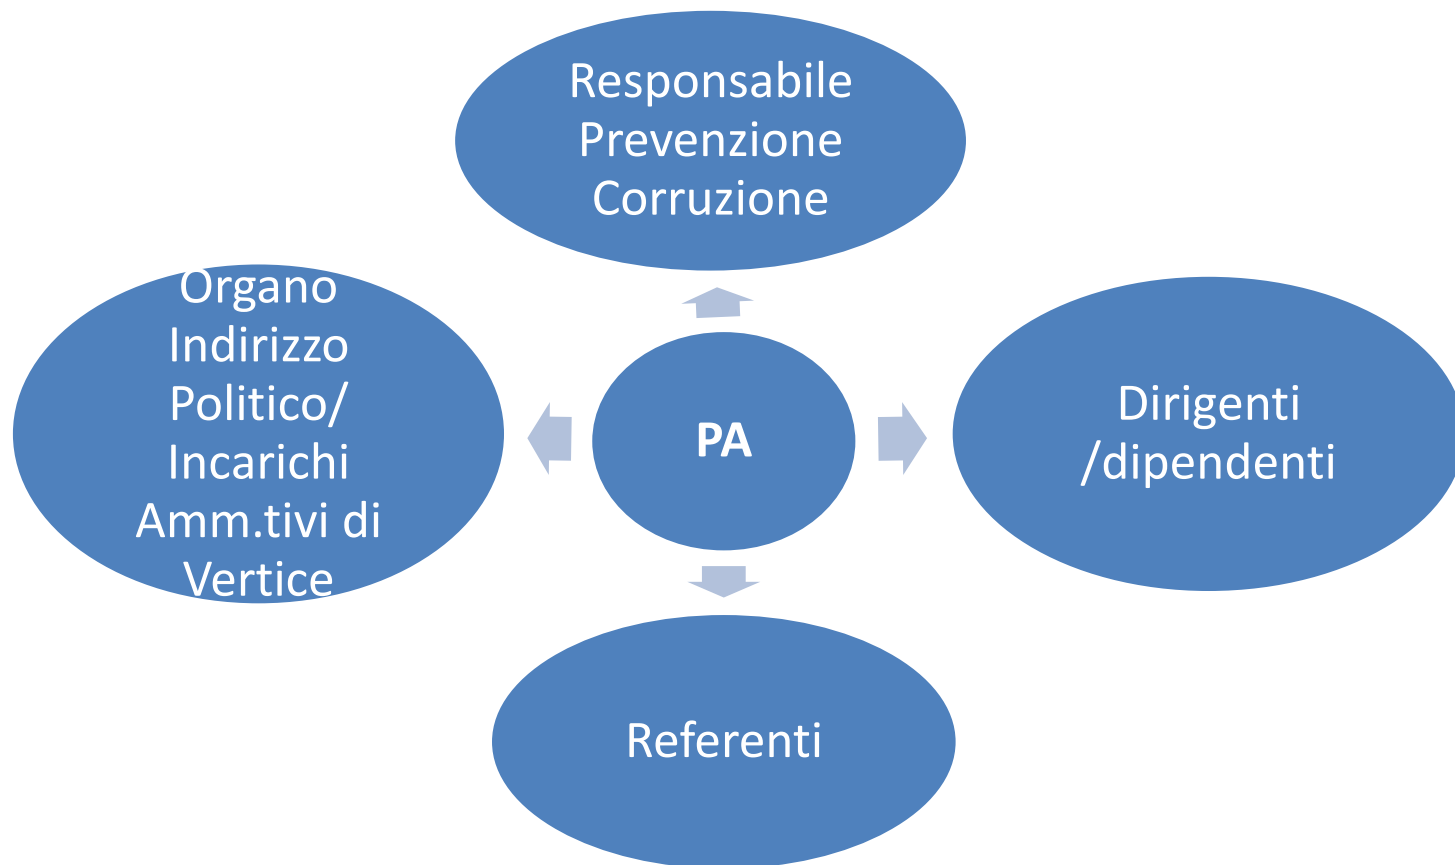 Responsabile
Prevenzione
Corruzione
Organo
Indirizzo
Politico/
Incarichi
Amm.tivi di
Vertice
PA
Dirigenti
/dipendenti
Referenti